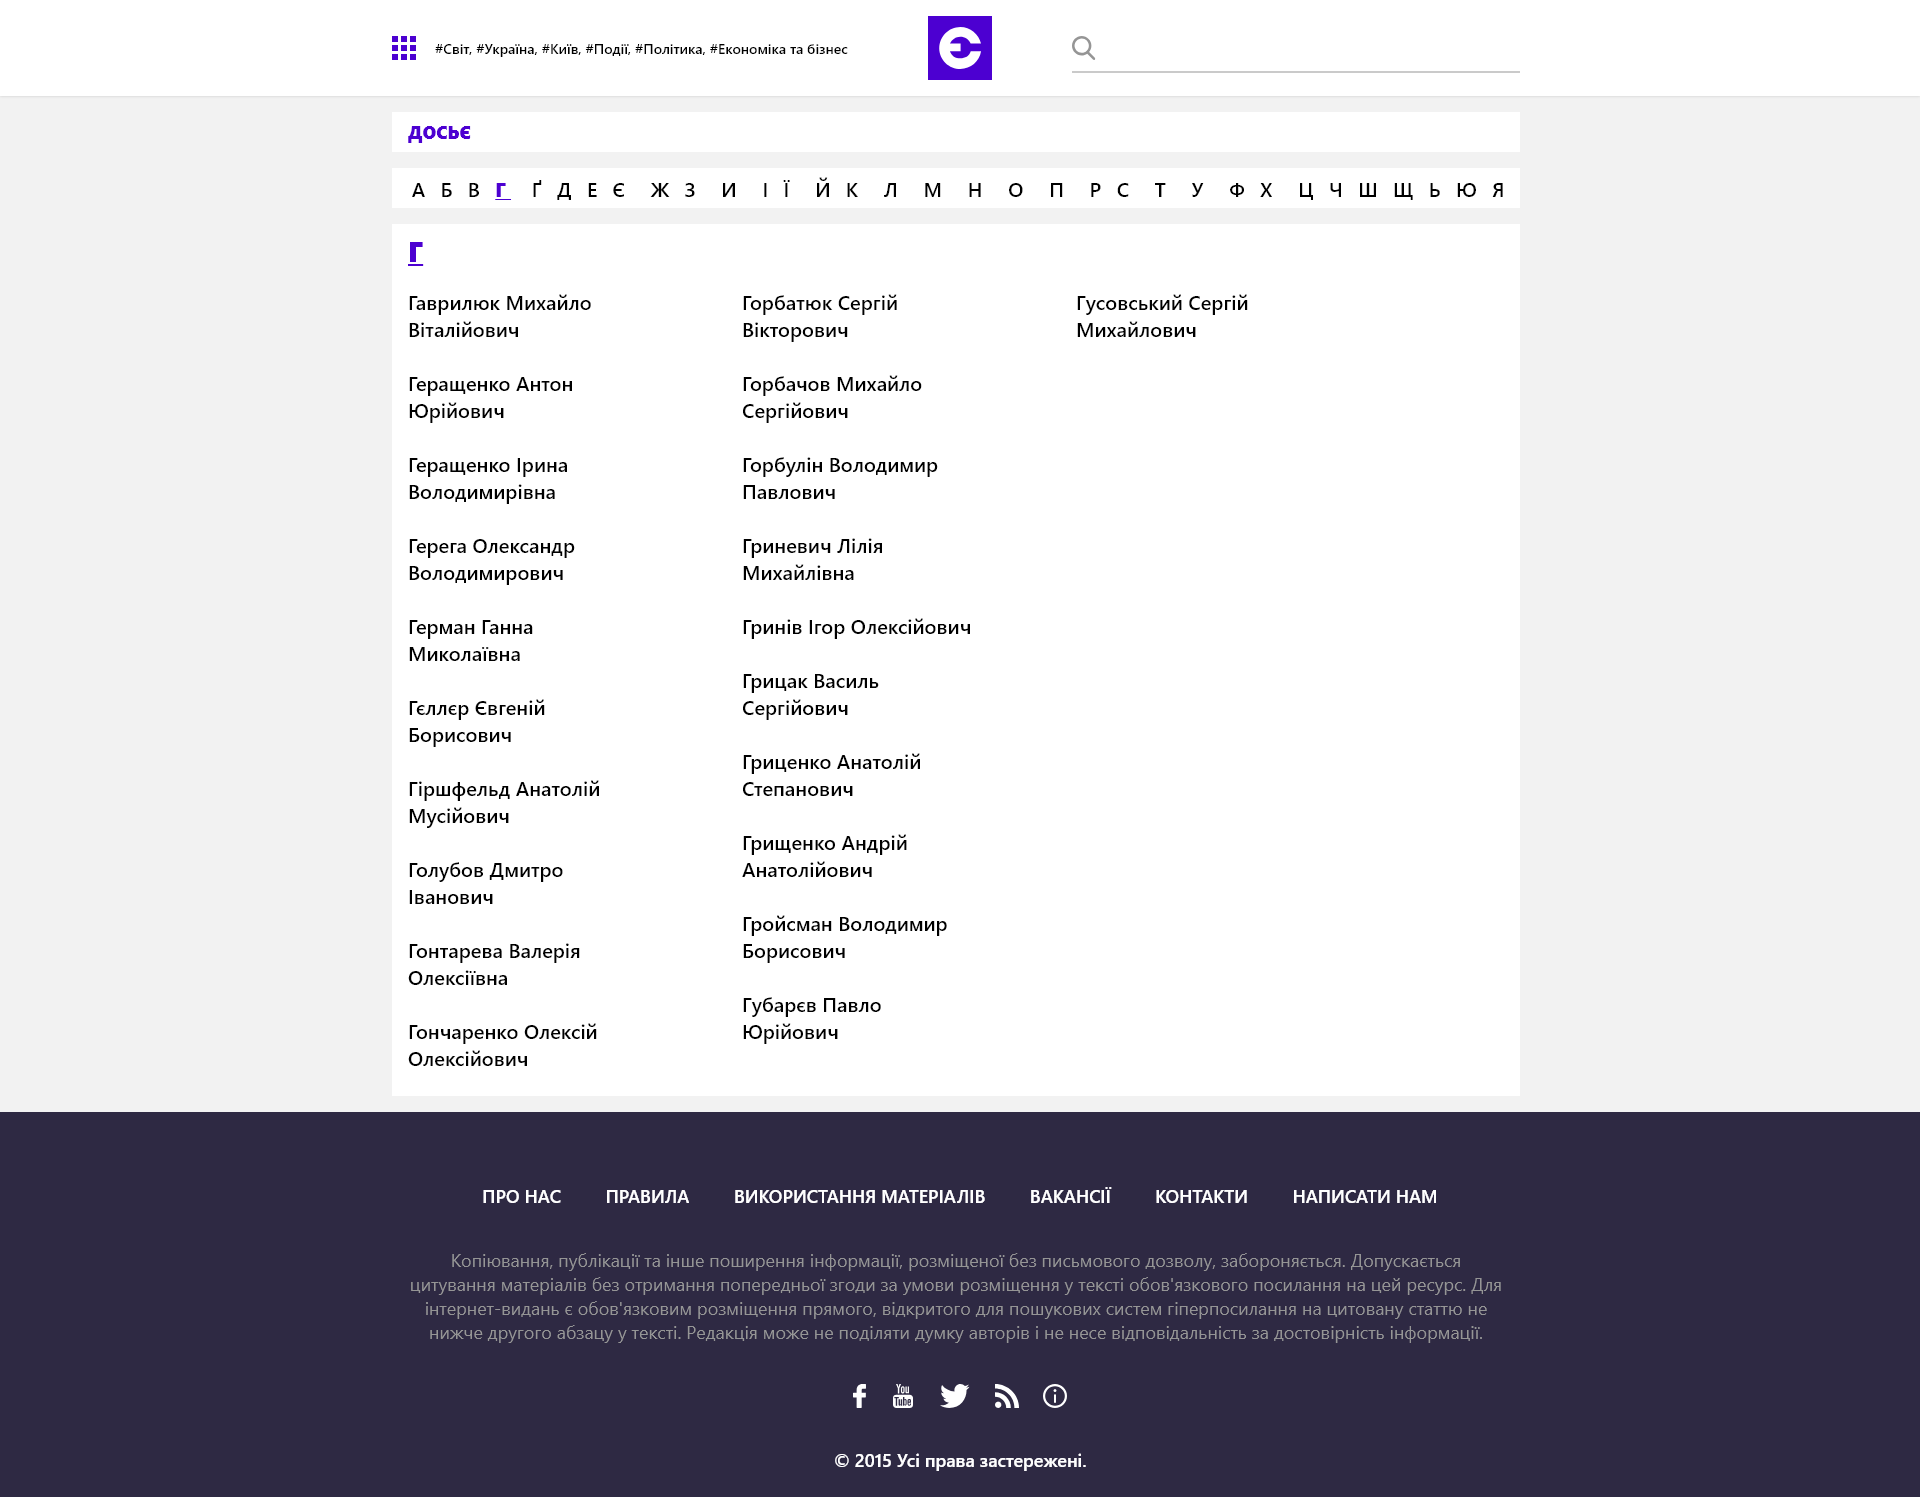 #Світ, #Україна, #Київ, #Події, #Політика, #Економіка та бізнес
Є
ДОСЬЄ
А Б В Г Ґ Д Е Є Ж З И І Ї Й К Л М Н О П Р С Т У Ф Х Ц Ч Ш Щ Ь Ю Я
Г
Гаврилюк Михайло
Віталійович
Геращенко Антон
Юрійович
Геращенко Ірина
Володимирівна
Герега Олександр
Володимирович
Герман Ганна
Миколаївна
Гєллєр Євгеній
Борисович
Гіршфельд Анатолій
Мусійович
Голубов Дмитро
Іванович
Гонтарева Валерія
Олексіївна
Гончаренко Олексій
Олексійович
Горбатюк Сергій
Вікторович
Горбачов Михайло
Сергійович
Горбулін Володимир
Павлович
Гриневич Лілія
Михайлівна
Гринів Ігор Олексійович
Грицак Василь
Сергійович
Гриценко Анатолій
Степанович
Грищенко Андрій
Анатолійович
Гройсман Володимир
Борисович
Губарєв Павло
Юрійович
Гусовський Сергій
Михайлович
ПРО НАС ПРАВИЛА ВИКОРИСТАННЯ МАТЕРІАЛІВ ВАКАНСІЇ КОНТАКТИ НАПИСАТИ НАМ
Копіювання, публікації та інше поширення інформації, розміщеної без письмового дозволу, забороняється. Допускається
цитування матеріалів без отримання попередньої згоди за умови розміщення у тексті обов'язкового посилання на цей ресурс. Для
інтернет-видань є обов'язковим розміщення прямого, відкритого для пошукових систем гіперпосилання на цитовану статтю не
нижче другого абзацу у тексті. Редакція може не поділяти думку авторів і не несе відповідальність за достовірність інформації.
You
Tube
© 2015 Усі права застережені.